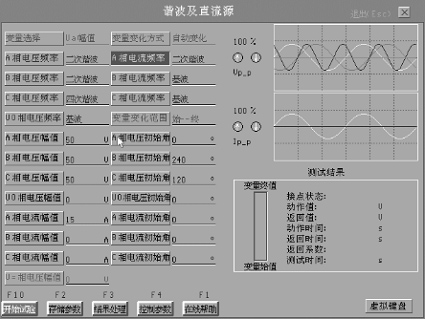 谐波及直流源
退出(Esc)
变量选择 Ua幅值 变量变化方式 自动变化
A相电压频率 二次谐波 A相电流频率 二次谐波
B相电压频率 二次谐波 B相电流频率 基波
C相电压频率 四次谐波 C相电流频率 基波
U0相电压频率 基波 变量变化范围 始--终
A相电压幅值 50 V A相电压初始角 0 °
B相电压幅值 50 V B相电压初始角 240 °
C相电压幅值 50 V C相电压初始角 120 °
U0相电压幅值 0 V U0相电压初始角 0 °
A相电流幅值 15 A A相电流初始角 0 °
B相电流幅值 0 A B相电流初始角 0 °
C相电流幅值 0 A C相电流初始角 0 °
U=相电压幅值 0 V
100 %
Up_p
100 %
Ip_p
测试结果
变量终值
接点状态:
动作值: V
返回值: V
动作时间: s
返回时间: s
返回系数:
测试时间: s
变量始值
F10 F2 F3 F4 F1
开始试验 存储参数 结果处理 控制参数 在线帮助
虚拟键盘